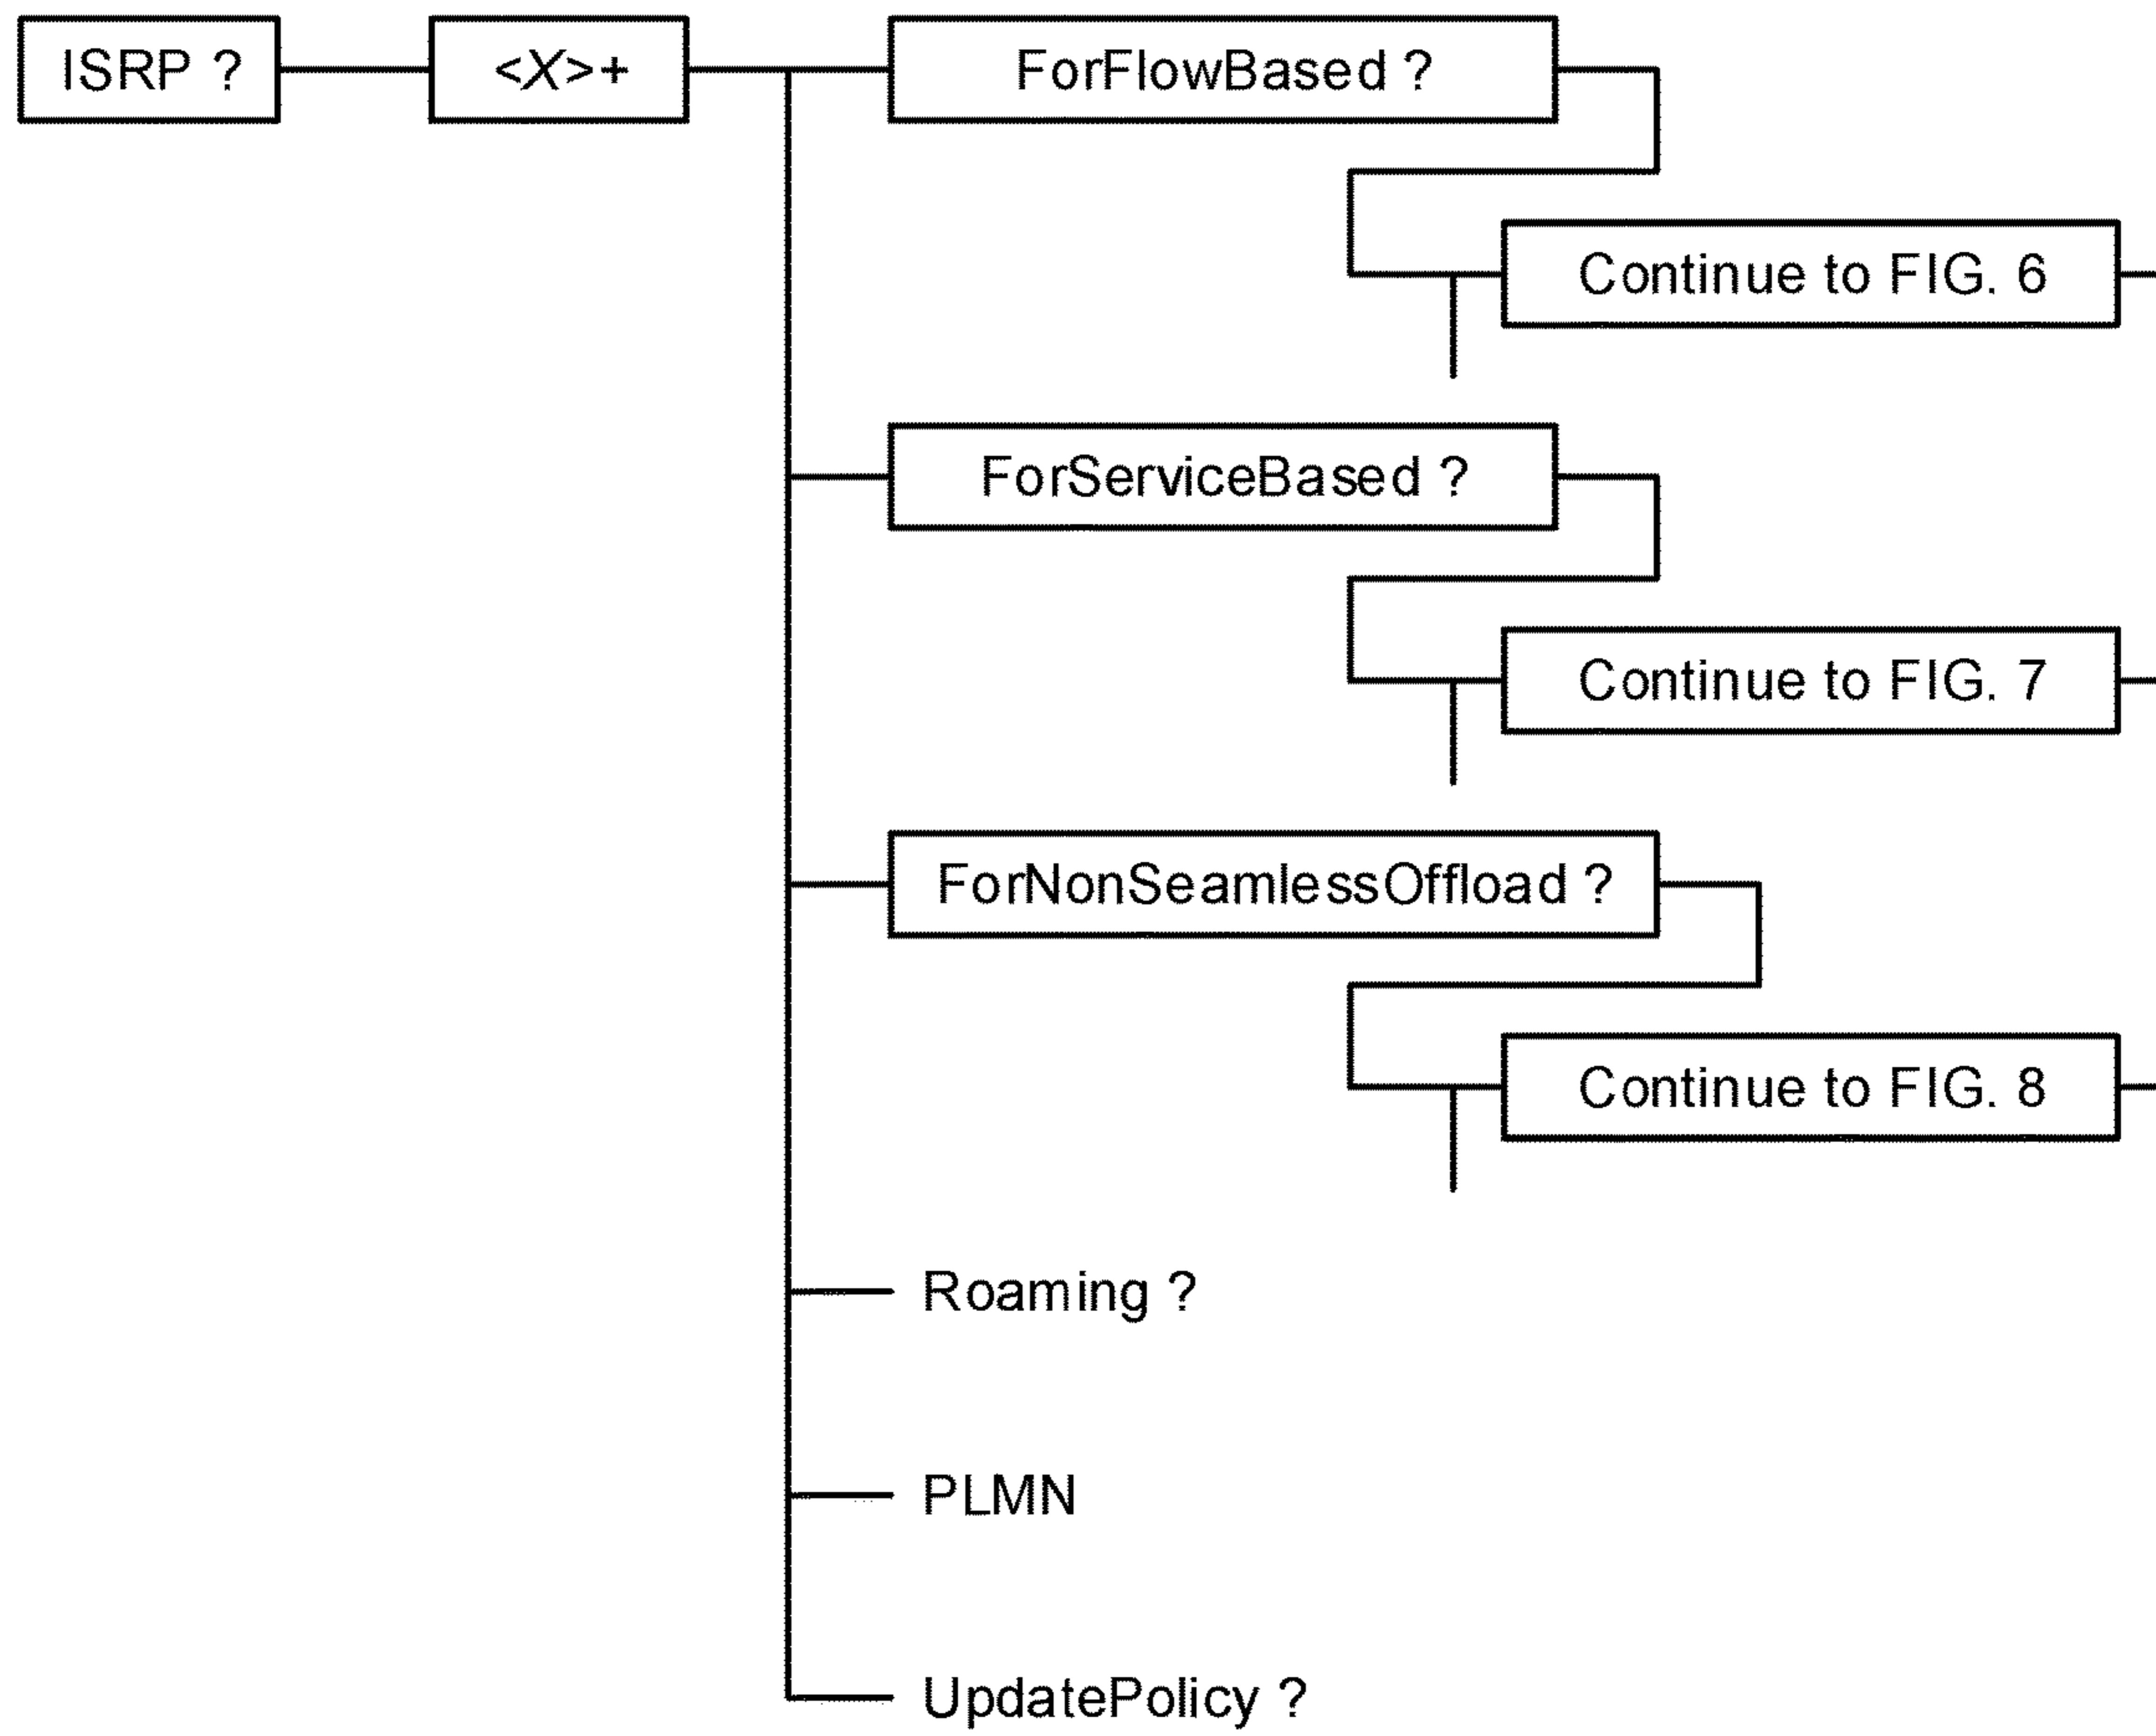 ISRP ?
<X>+
ForFlowBased ?
Continue to FIG. 6
ForServiceBased ?
Continue to FIG. 7
ForNonSeamlessOffload ?
Continue to FIG. 8
Roaming ?
PLMN
UpdatePolicy ?